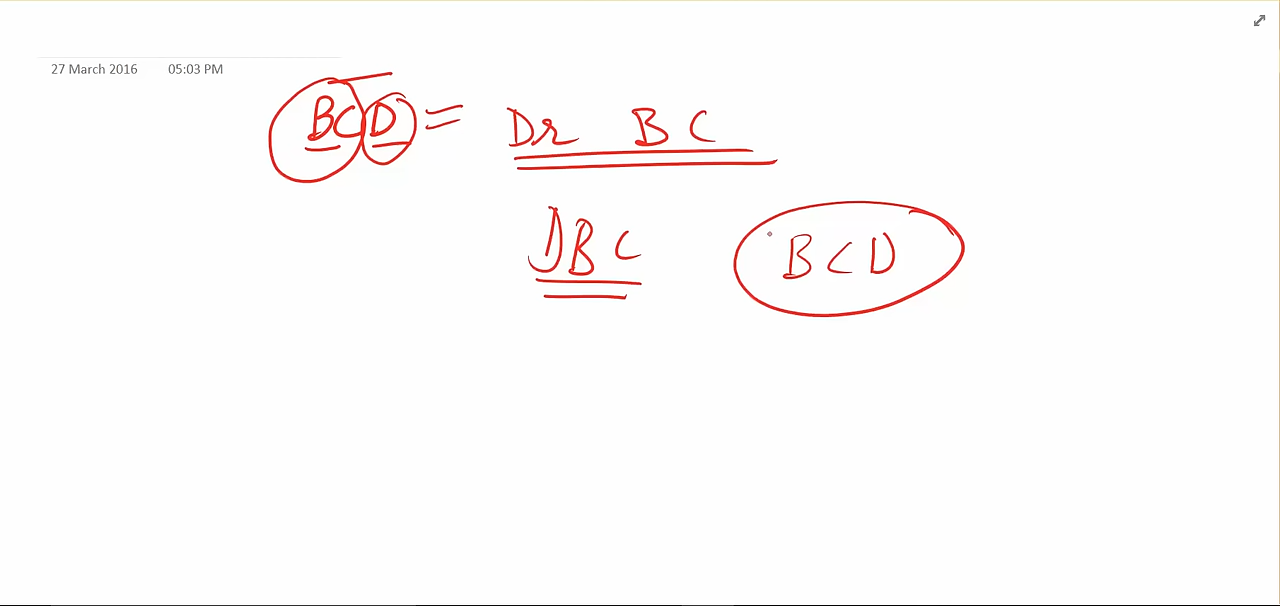 27 March 2016 05:03 PM
BCD = Dr BC
DBC BCD